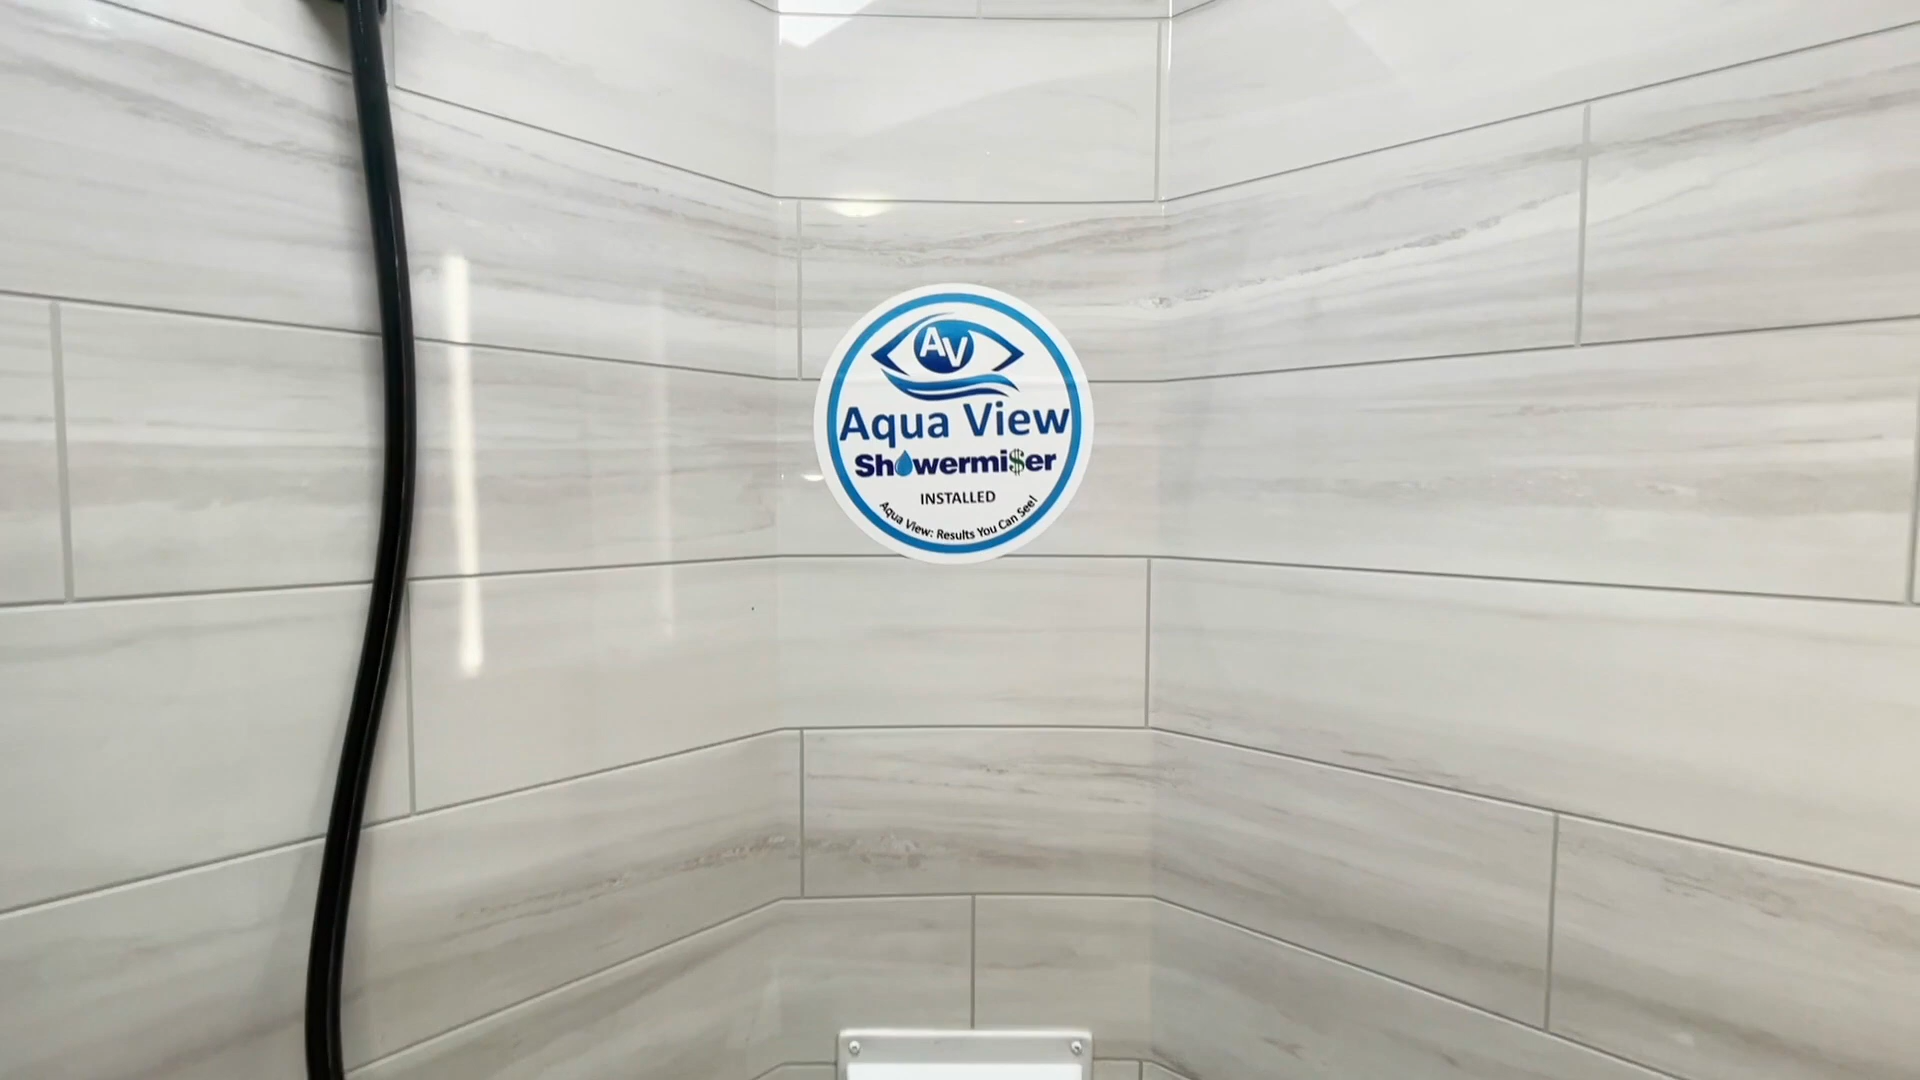 AV
Aqua View
Showermi$er
INSTALLED
Aqua View: Results You Can See!